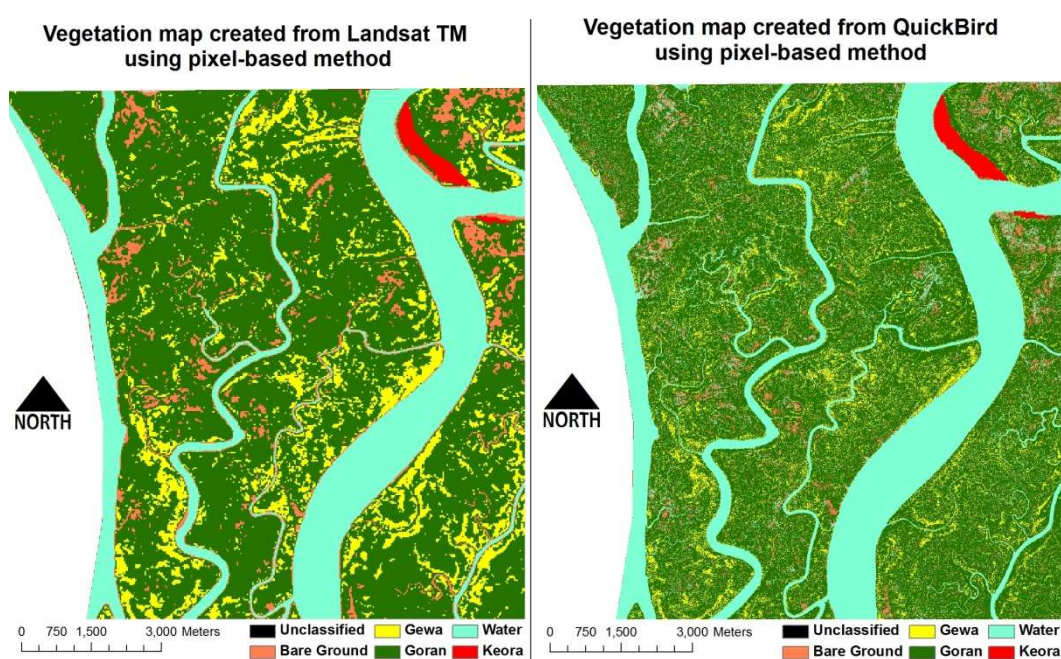 Vegetation map created from Landsat TM
using pixel-based method
NORTH
0 750 1,500 3,000 Meters
Unclassified Gewa Water
Bare Ground Goran Keora
Vegetation map created from QuickBird
using pixel-based method
NORTH
0 750 1,500 3,000 Meters
Unclassified Gewa Water
Bare Ground Goran Keora